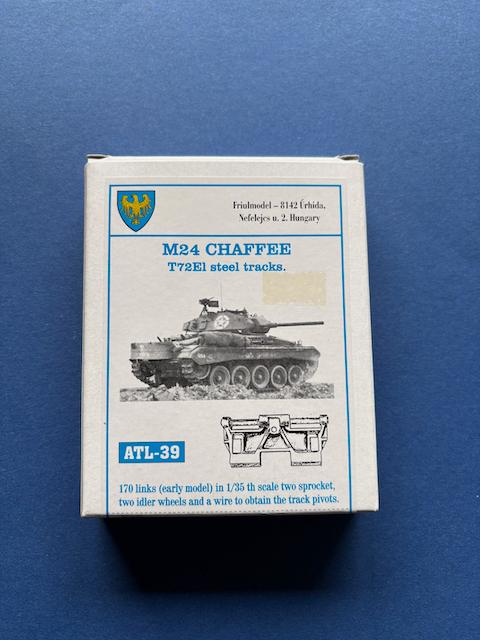 Friulmodel – 8142 Úrhida,
Nefelejcs u. 2. Hungary
M24 CHAFFEE
T72E1 steel tracks.
ATL-39
170 links (early model) in 1/35 th scale two sprocket,
two idler wheels and a wire to obtain the track pivots.